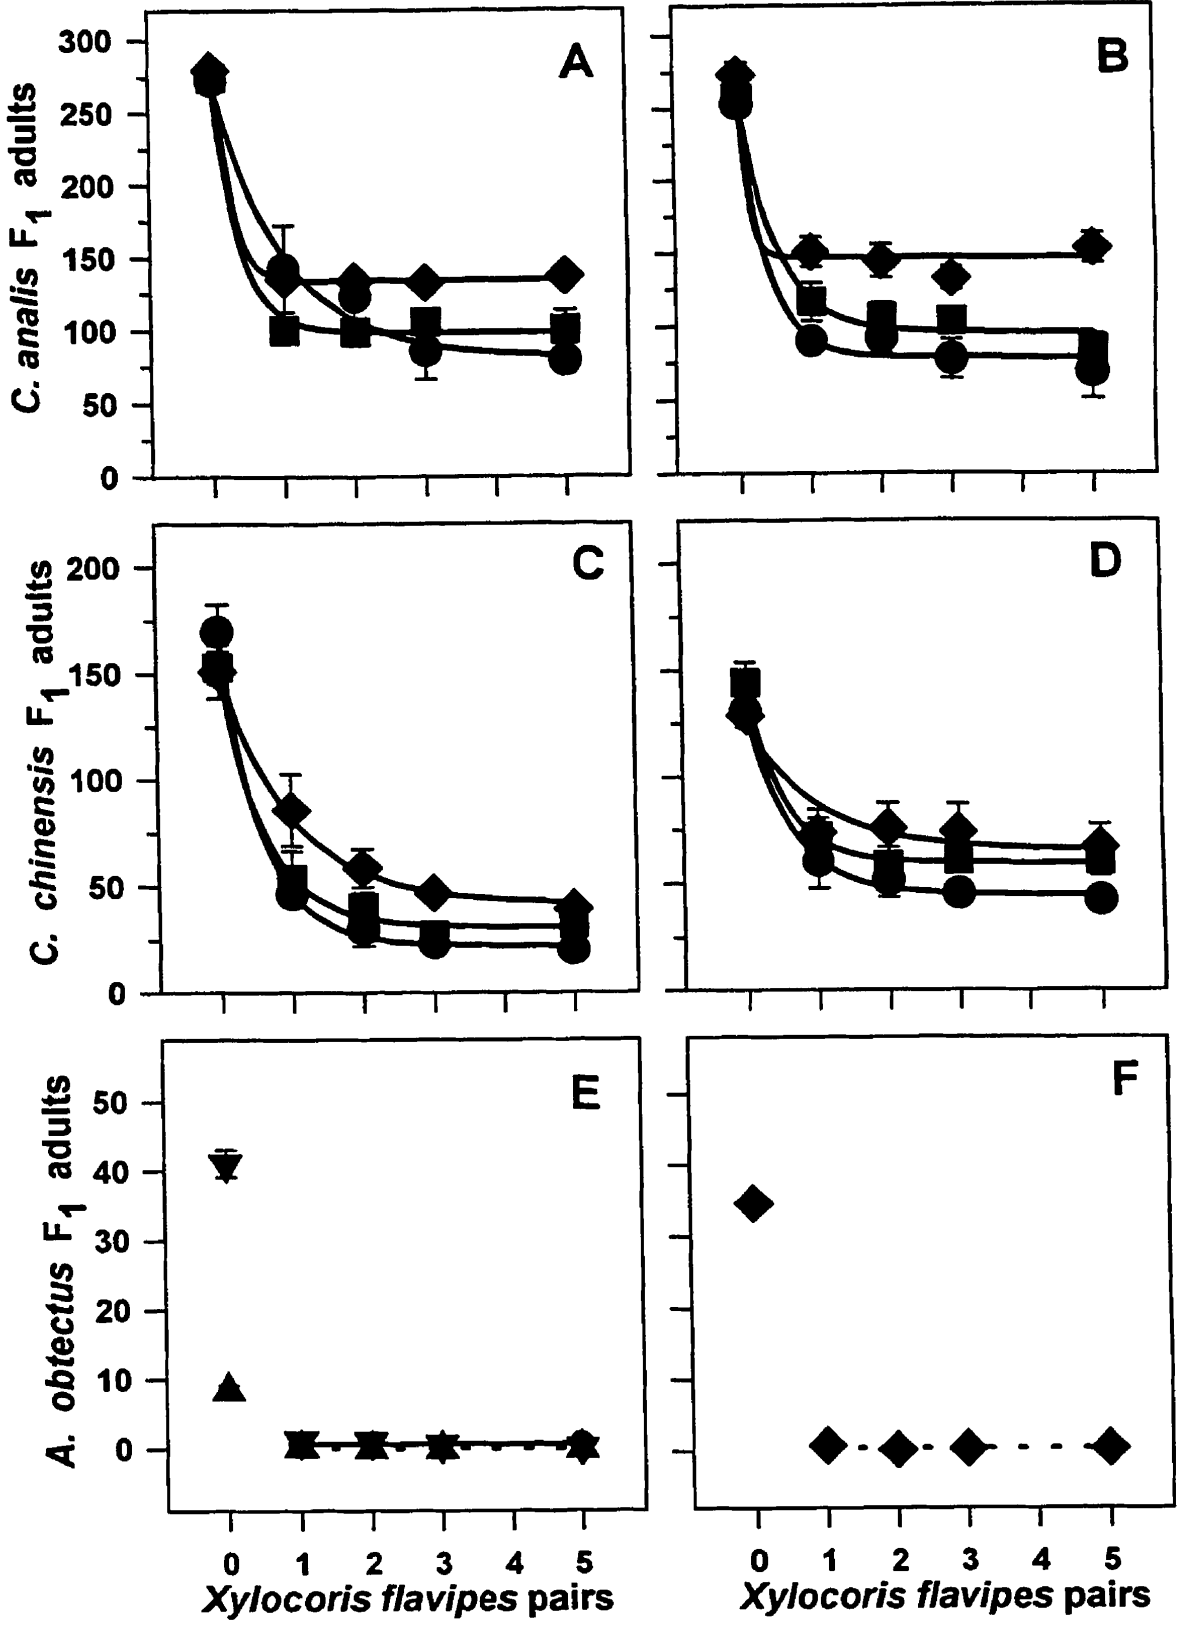 A
B
C. analis F1 adults
300
250
200
150
100
50
0
C
D
C. chinensis F1 adults
200
150
100
50
0
E
F
A. obtectus F1 adults
50
40
30
20
10
0
0 1 2 3 4 5
0 1 2 3 4 5
Xylocoris flavipes pairs
Xylocoris flavipes pairs